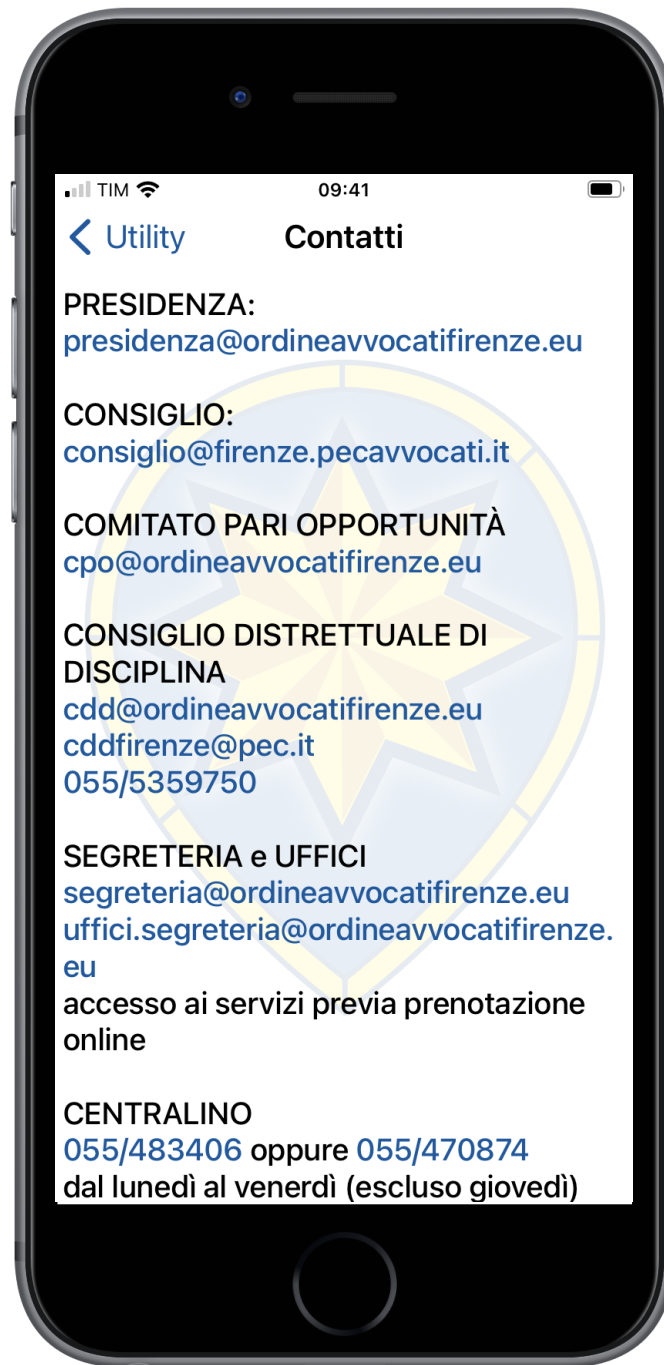 TIM
09:41
Utility
Contatti
PRESIDENZA:
presidenza@ordineavvocatifirenze.eu
CONSIGLIO:
consiglio@firenze.pecavvocati.it
COMITATO PARI OPPORTUNITÀ
cpo@ordineavvocatifirenze.eu
CONSIGLIO DISTRETTUALE DI
DISCIPLINA
cdd@ordineavvocatifirenze.eu
cddfirenze@pec.it
055/5359750
SEGRETERIA e UFFICI
segreteria@ordineavvocatifirenze.eu
uffici.segreteria@ordineavvocatifirenze.
eu
accesso ai servizi previa prenotazione
online
CENTRALINO
055/483406 oppure 055/470874
dal lunedì al venerdì (escluso giovedì)